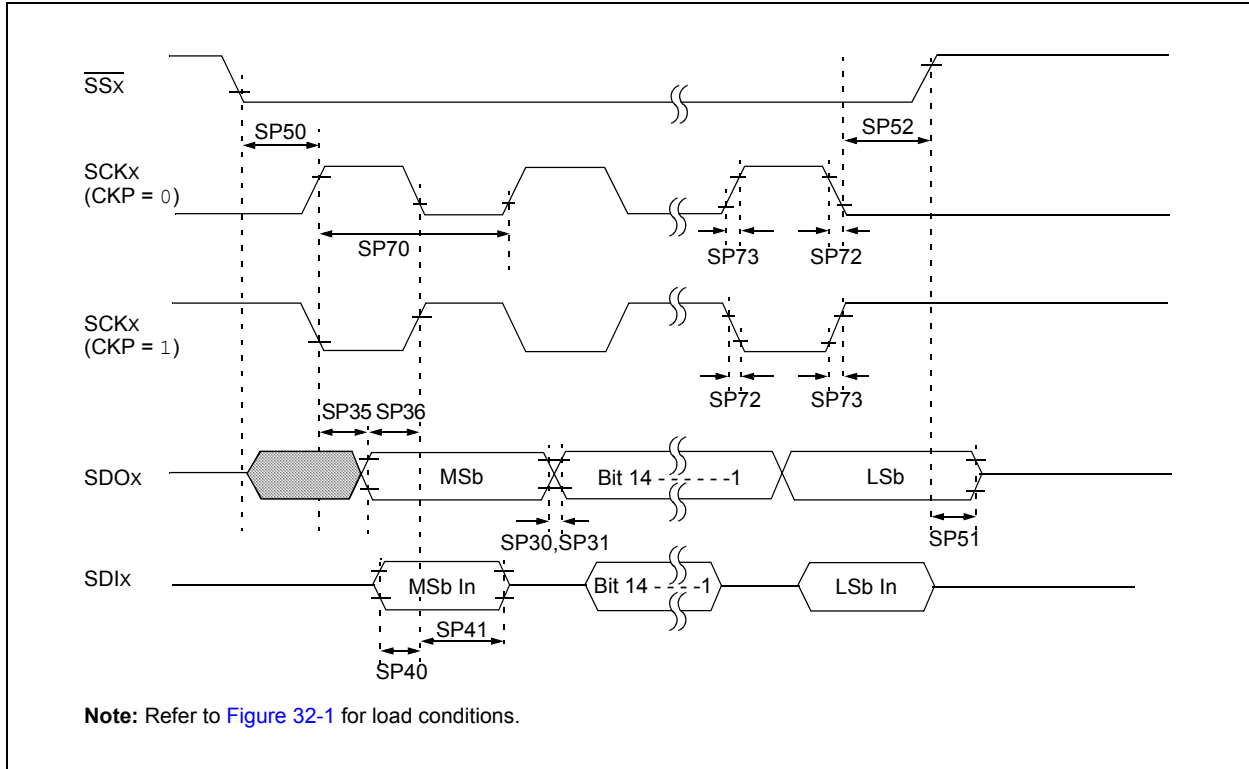 SSx
SP50
SP52
SCKx
(CKP = 0)
SP70
SP73
SP72
SCKx
(CKP = 1)
SP72
SP73
SP35 SP36
SDOx
MSb
Bit 14 - - - - - - -1
LSb
SP30,SP31
SP51
SDIx
MSb In
Bit 14 - - - - -1
LSb In
SP41
SP40
Note: Refer to Figure 32-1 for load conditions.